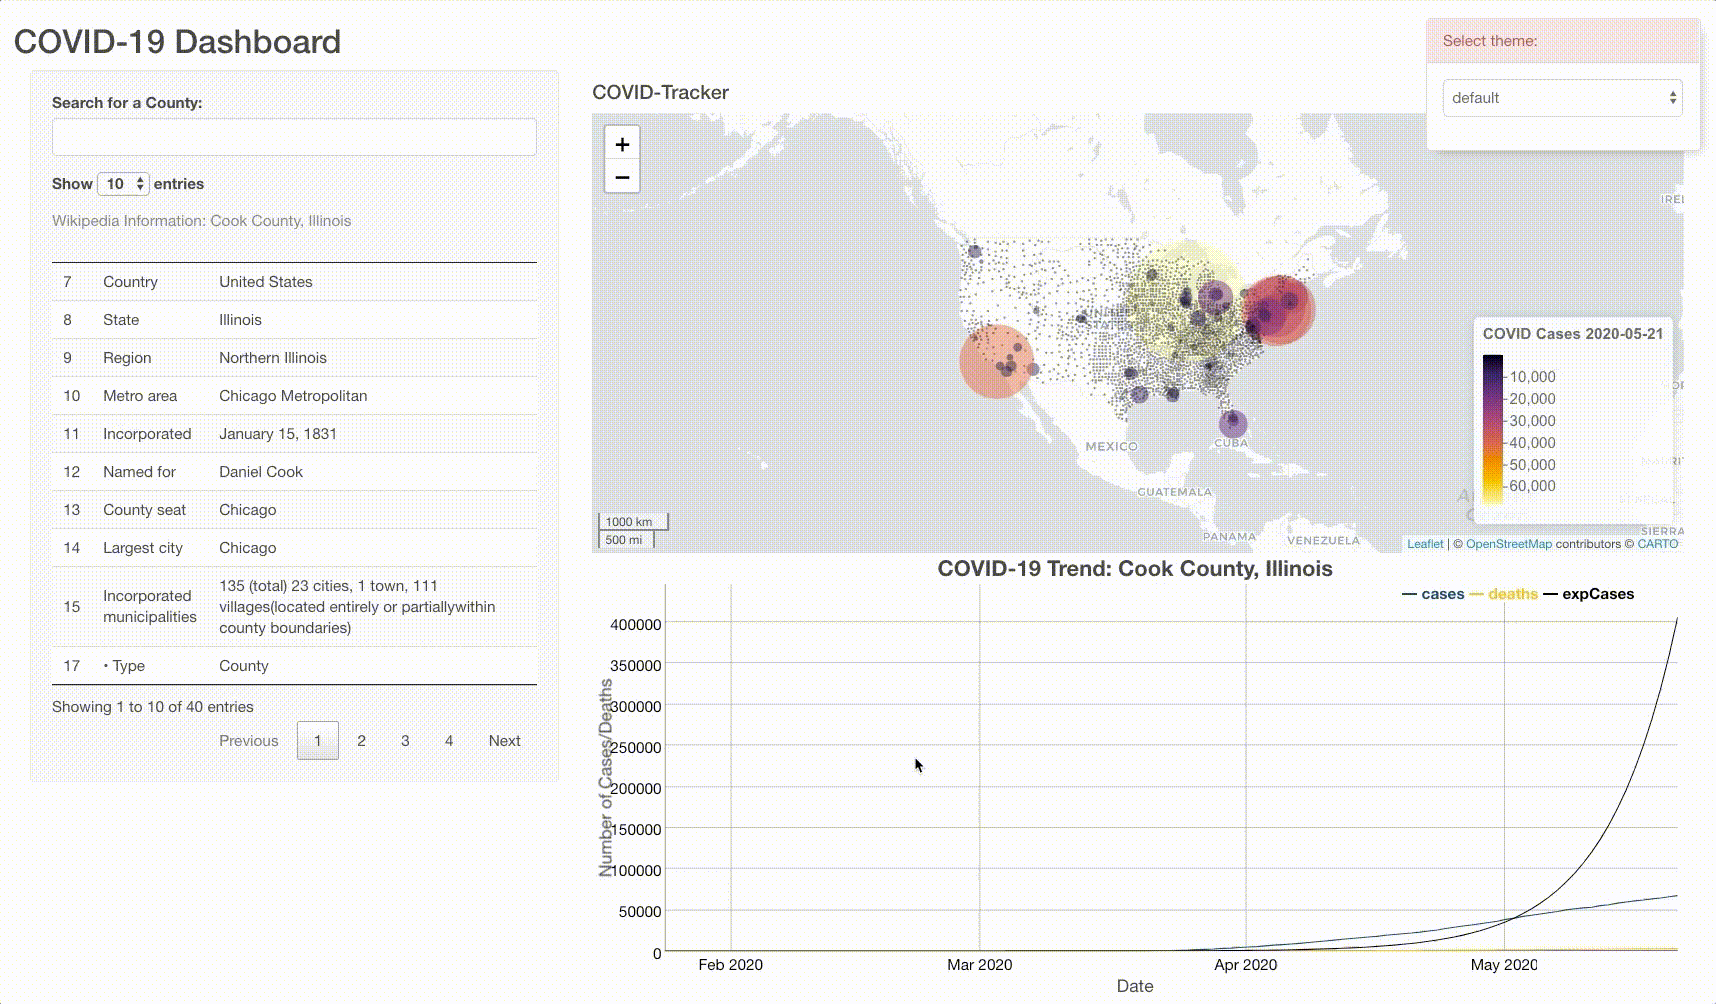 COVID-19 Dashboard
Select theme:
default
Search for a County:
Show 10 entries
Wikipedia Information: Cook County, Illinois
7 Country United States
8 State Illinois
9 Region Northern Illinois
10 Metro area Chicago Metropolitan
11 Incorporated January 15, 1831
12 Named for Daniel Cook
13 County seat Chicago
14 Largest city Chicago
15 Incorporated municipalities 135 (total) 23 cities, 1 town, 111
villages(located entirely or partiallywithin
county boundaries)
17 • Type County
Showing 1 to 10 of 40 entries
Previous 1 2 3 4 Next
COVID-Tracker
+
−
UNITED
STATES
MEXICO
CUBA
GUATEMALA
PANAMA
VENEZUELA
SIERRA
1000 km
500 mi
COVID Cases 2020-05-21
10,000
20,000
30,000
40,000
50,000
60,000
Leaflet | © OpenStreetMap contributors © CARTO
COVID-19 Trend: Cook County, Illinois
— cases — deaths — expCases
Number of Cases/Deaths
400000
350000
300000
250000
200000
150000
100000
50000
0
Feb 2020 Mar 2020 Apr 2020 May 2020
Date